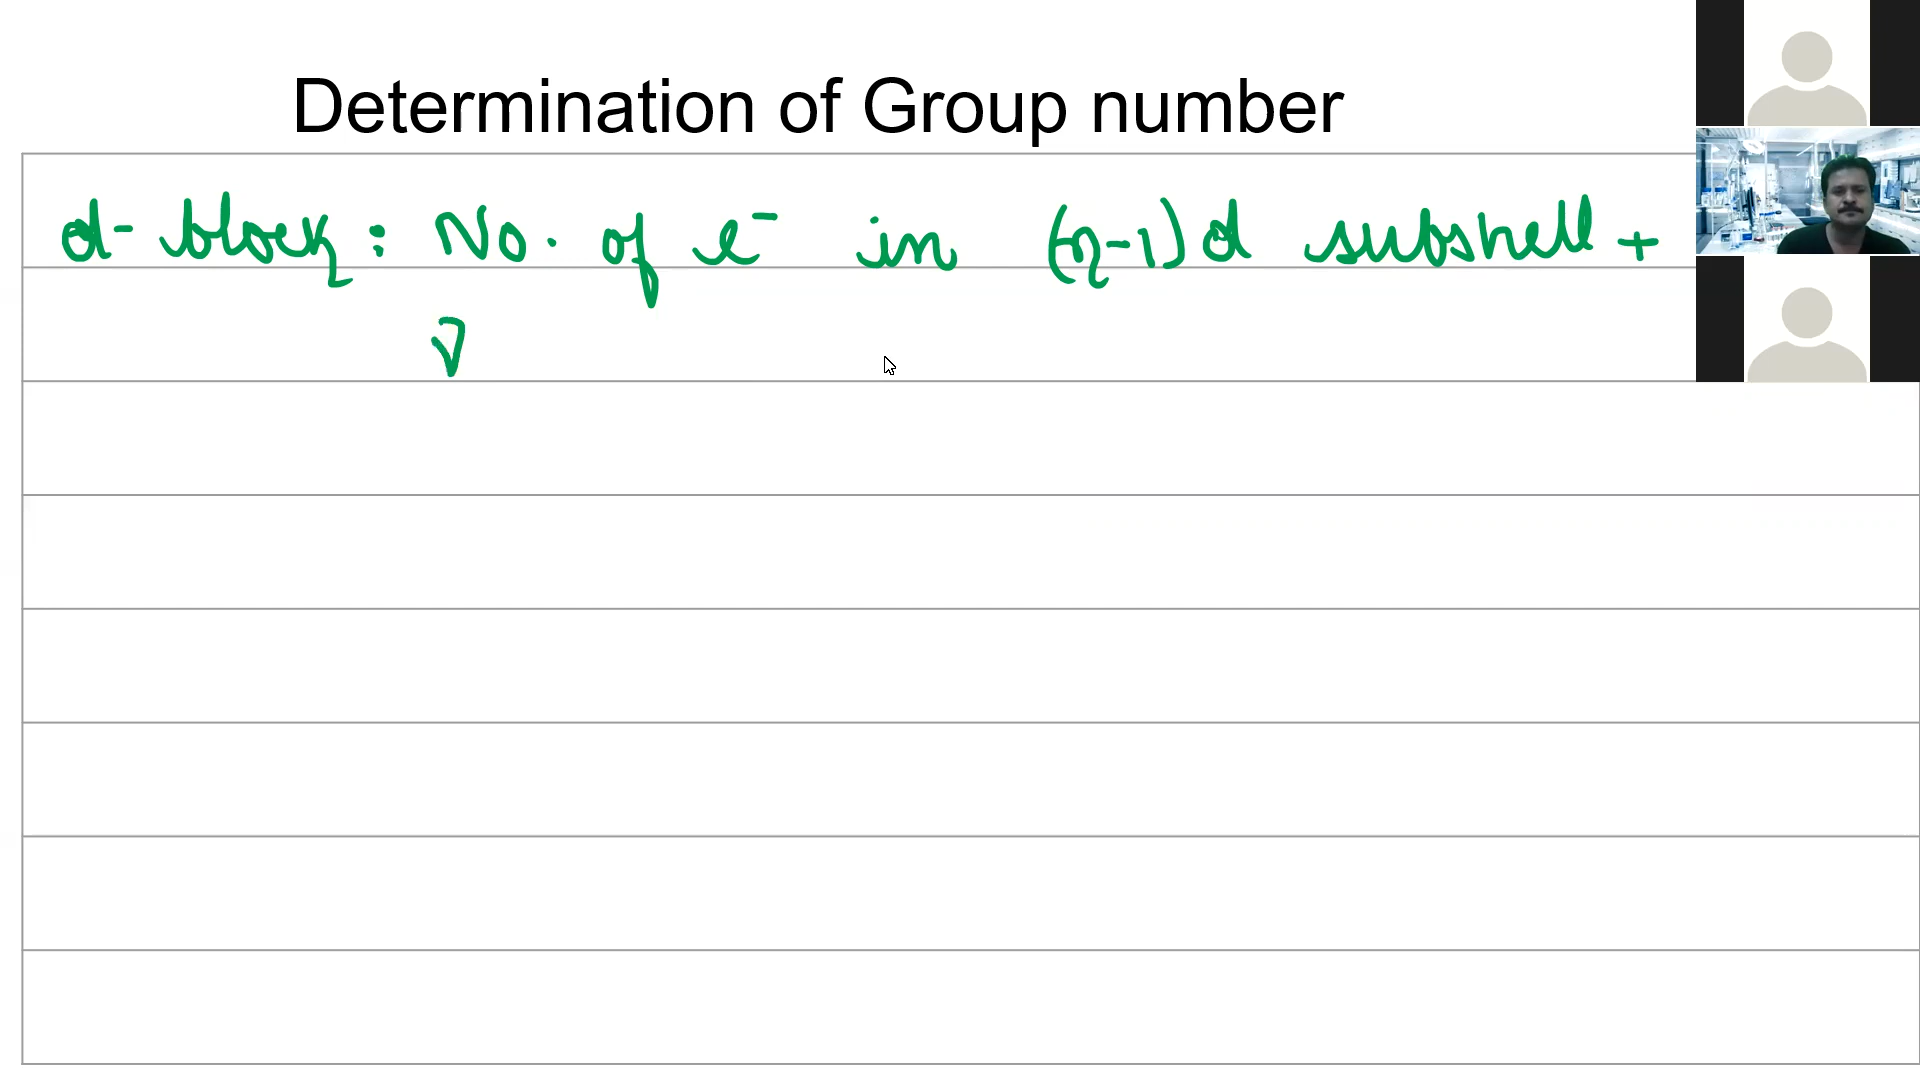 Determination of Group number
d-block: No. of e⁻ in (n-1)d subshell +